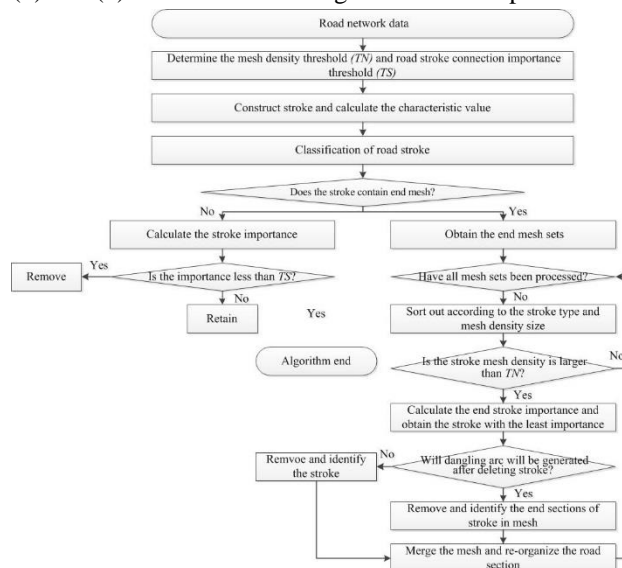 Road network data
Determine the mesh density threshold (TN) and road stroke connection importance
threshold (TS)
Construct stroke and calculate the characteristic value
Classification of road stroke
Does the stroke contain end mesh?
No
Yes
Calculate the stroke importance
Obtain the end mesh sets
Remove
Yes
Is the importance less than TS?
Have all mesh sets been processed?
No
No
Retain
Yes
Sort out according to the stroke type and
mesh density size
Algorithm end
Is the stroke mesh density is larger
than TN?
No
Yes
Calculate the end stroke importance and
obtain the stroke with the least importance
Remvoe and identify
the stroke
No
Will dangling arc will be generated
after deleting stroke?
Yes
Remove and identify the end sections of
stroke in mesh
Merge the mesh and re-organize the road
section